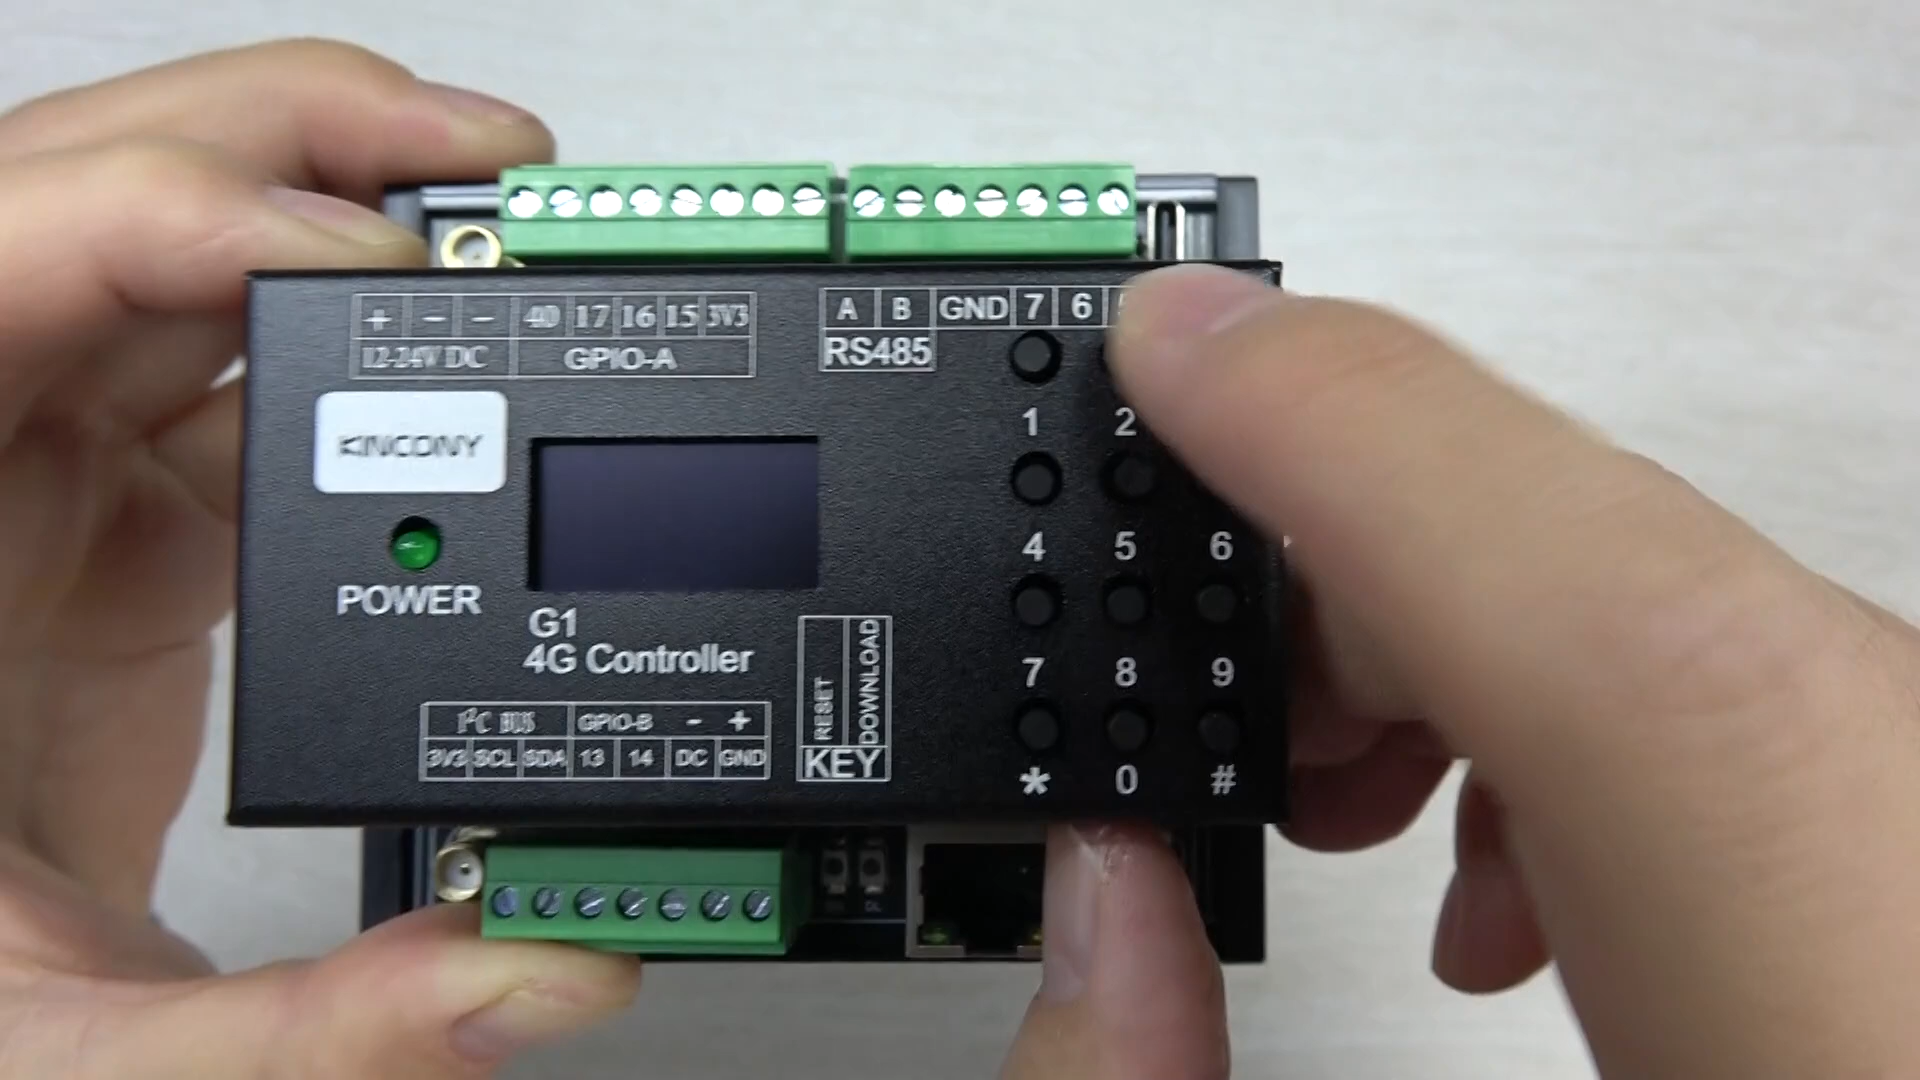 + - - 40 17 16 15 3V3
12-24V DC GPIO-A
A B GND 7 6
RS485
KINCONY
1 2
POWER
4 5 6
G1
4G Controller
RESET
DOWNLOAD
KEY
7 8 9
I²C BUS GPIO-B - +
3V3 SCL SDA 13 14 DC GND
* 0 #
DL